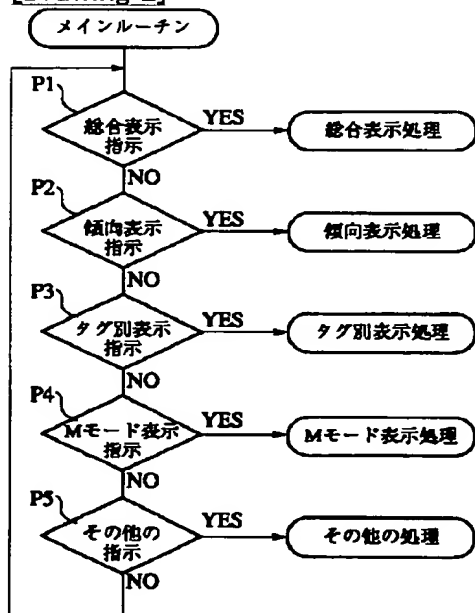 [Drawing 2]
メインルーチン
P1
総合表示
指示
YES
総合表示処理
NO
P2
傾向表示
指示
YES
傾向表示処理
NO
P3
タグ別表示
指示
YES
タグ別表示処理
NO
P4
Mモード表示
指示
YES
Mモード表示処理
NO
P5
その他の
指示
YES
その他の処理
NO